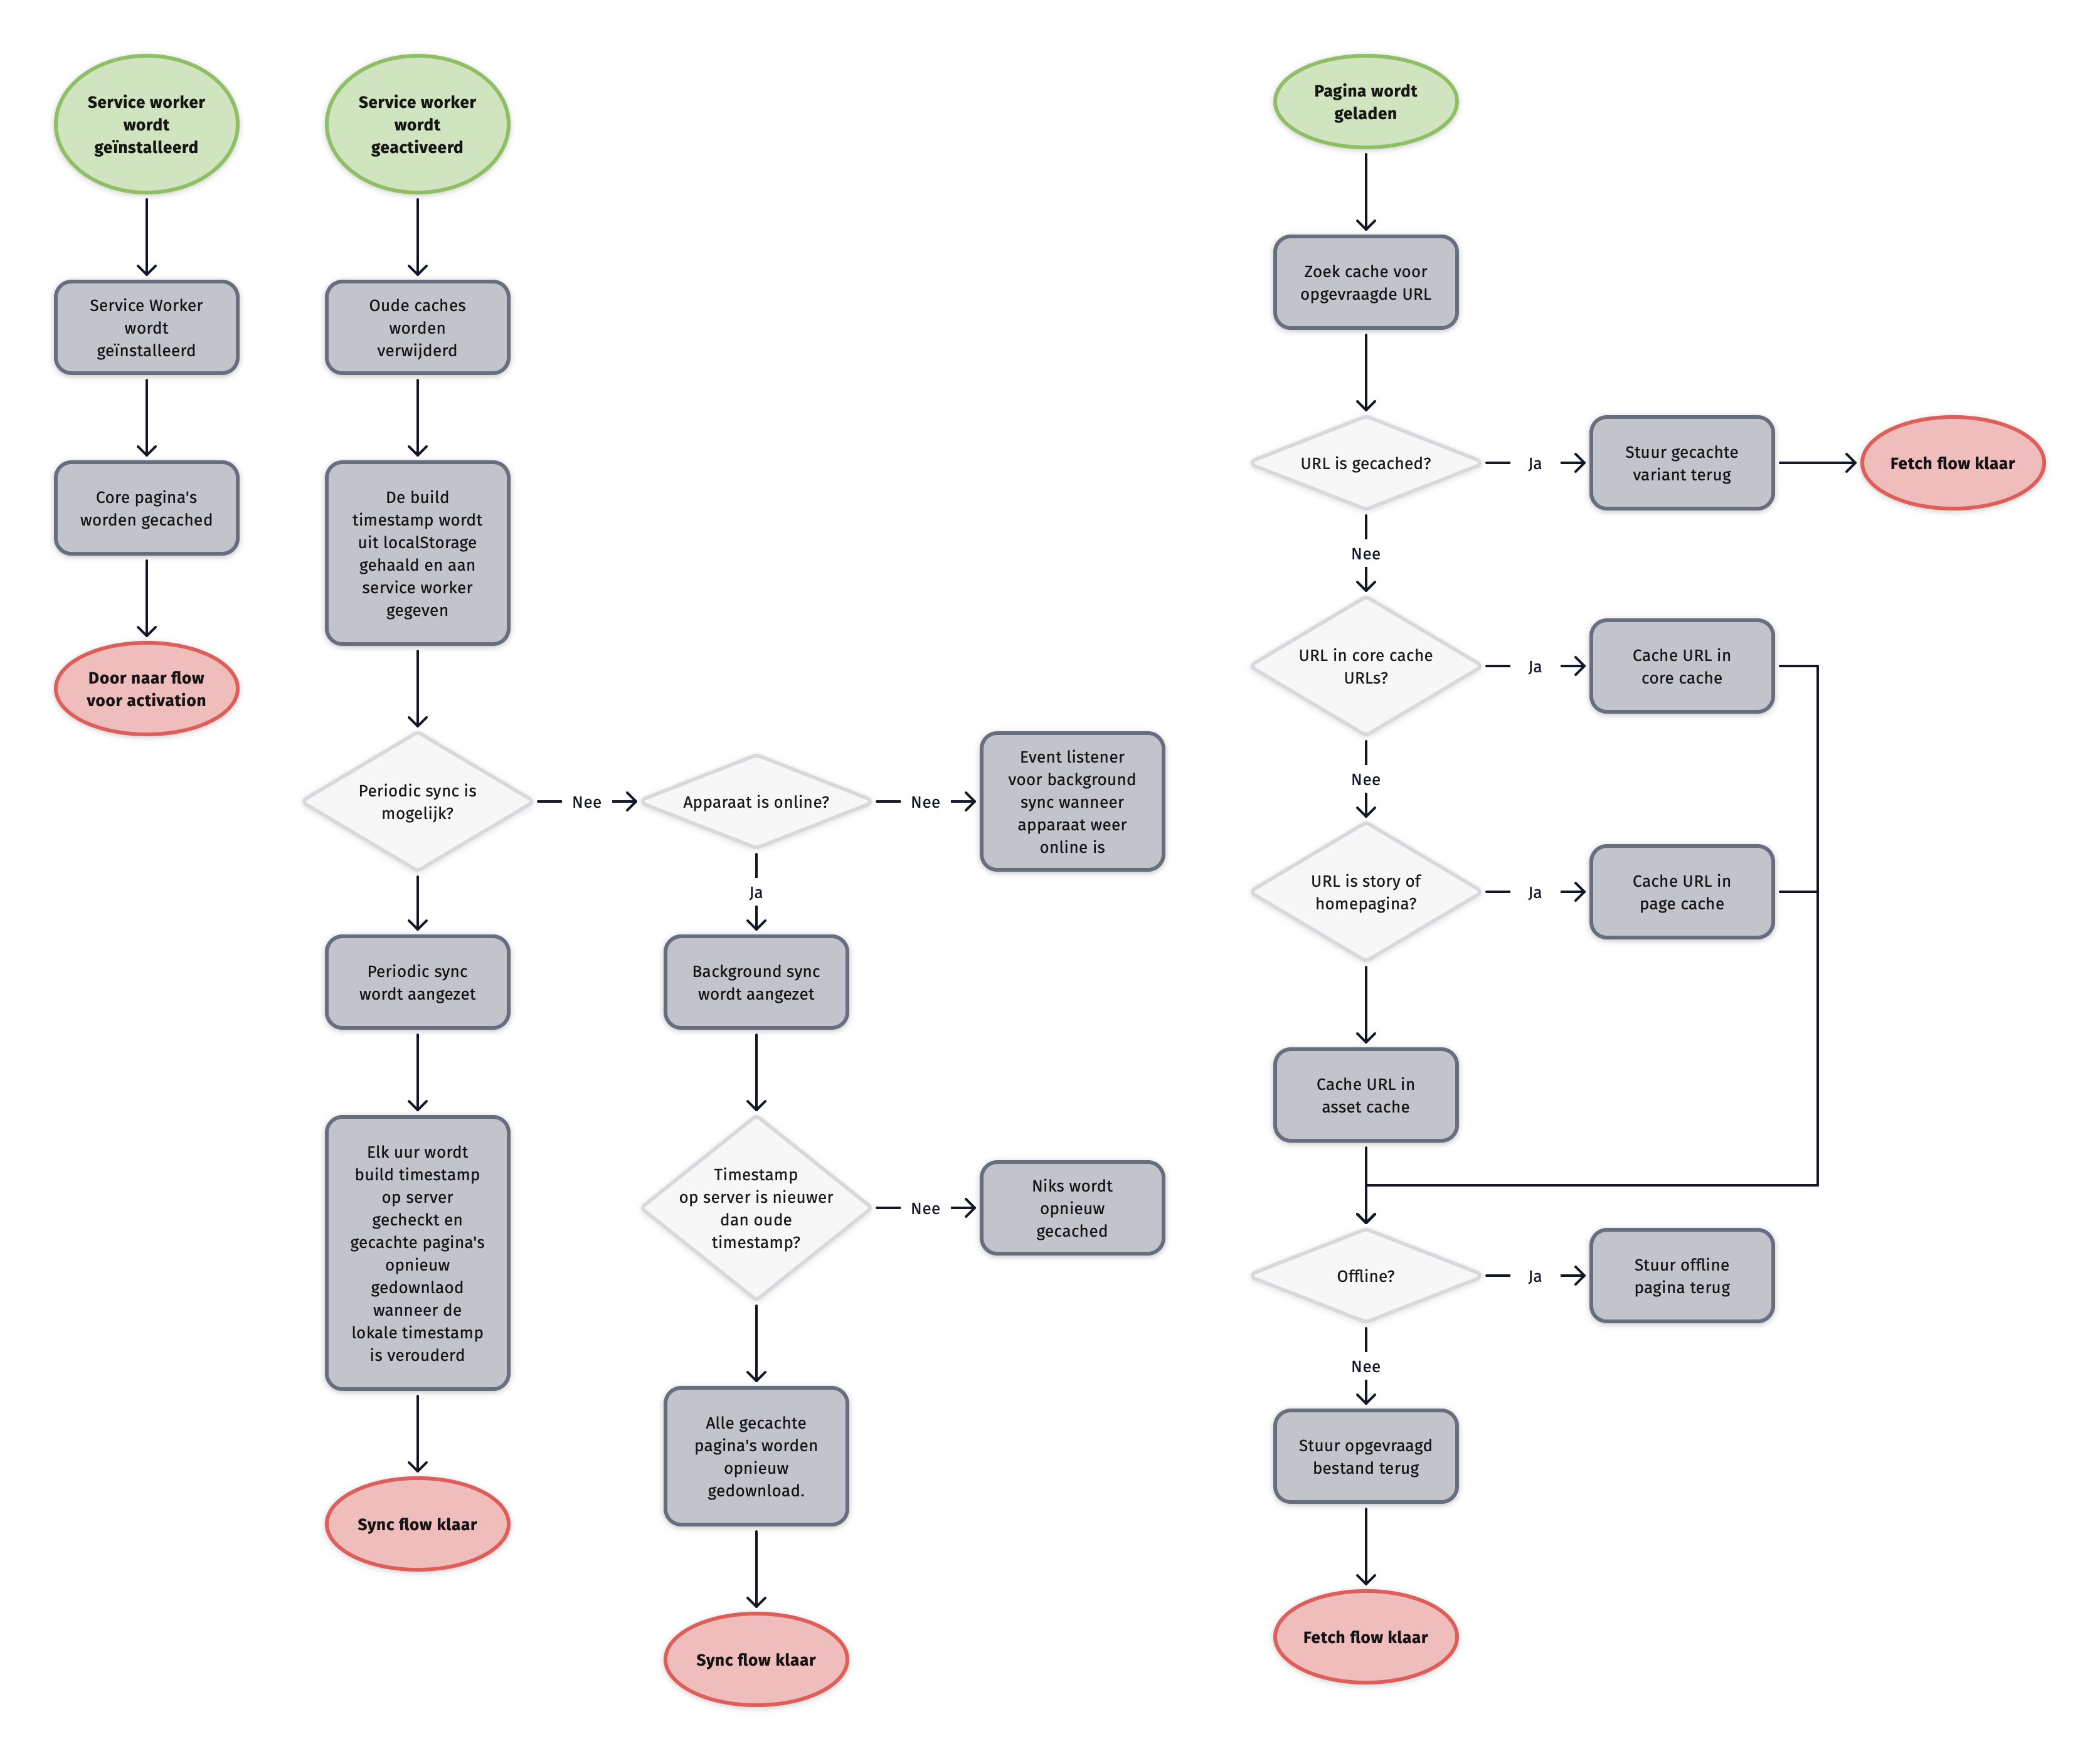 Service worker
wordt
geïnstalleerd
Service Worker
wordt
geïnstalleerd
Core pagina's
worden gecached
Door naar flow
voor activation
Service worker
wordt
geactiveerd
Oude caches
worden
verwijderd
De build
timestamp wordt
uit localStorage
gehaald en aan
service worker
gegeven
Periodic sync is
mogelijk?
Nee
Periodic sync
wordt aangezet
Elk uur wordt
build timestamp
op server
gecheckt en
gecachte pagina's
opnieuw
gedownlaod
wanneer de
lokale timestamp
is verouderd
Sync flow klaar
Apparaat is online?
Nee
Event listener
voor background
sync wanneer
apparaat weer
online is
Ja
Background sync
wordt aangezet
Timestamp
op server is nieuwer
dan oude
timestamp?
Nee
Niks wordt
opnieuw
gecached
Alle gecachte
pagina's worden
opnieuw
gedownload.
Sync flow klaar
Pagina wordt
geladen
Zoek cache voor
opgevraagde URL
URL is gecached?
Ja
Stuur gecachte
variant terug
Fetch flow klaar
Nee
URL in core cache
URLs?
Ja
Cache URL in
core cache
Nee
URL is story of
homepagina?
Ja
Cache URL in
page cache
Cache URL in
asset cache
Offline?
Ja
Stuur offline
pagina terug
Nee
Stuur opgevraagd
bestand terug
Fetch flow klaar